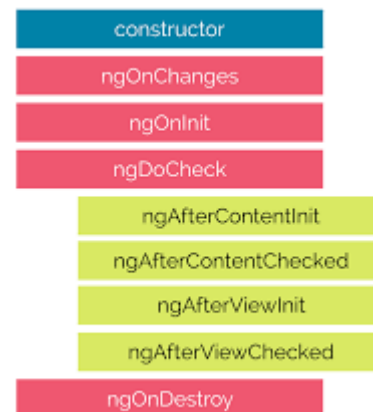 constructor
ngOnChanges
ngOnInit
ngDoCheck
ngAfterContentInit
ngAfterContentChecked
ngAfterViewInit
ngAfterViewChecked
ngOnDestroy